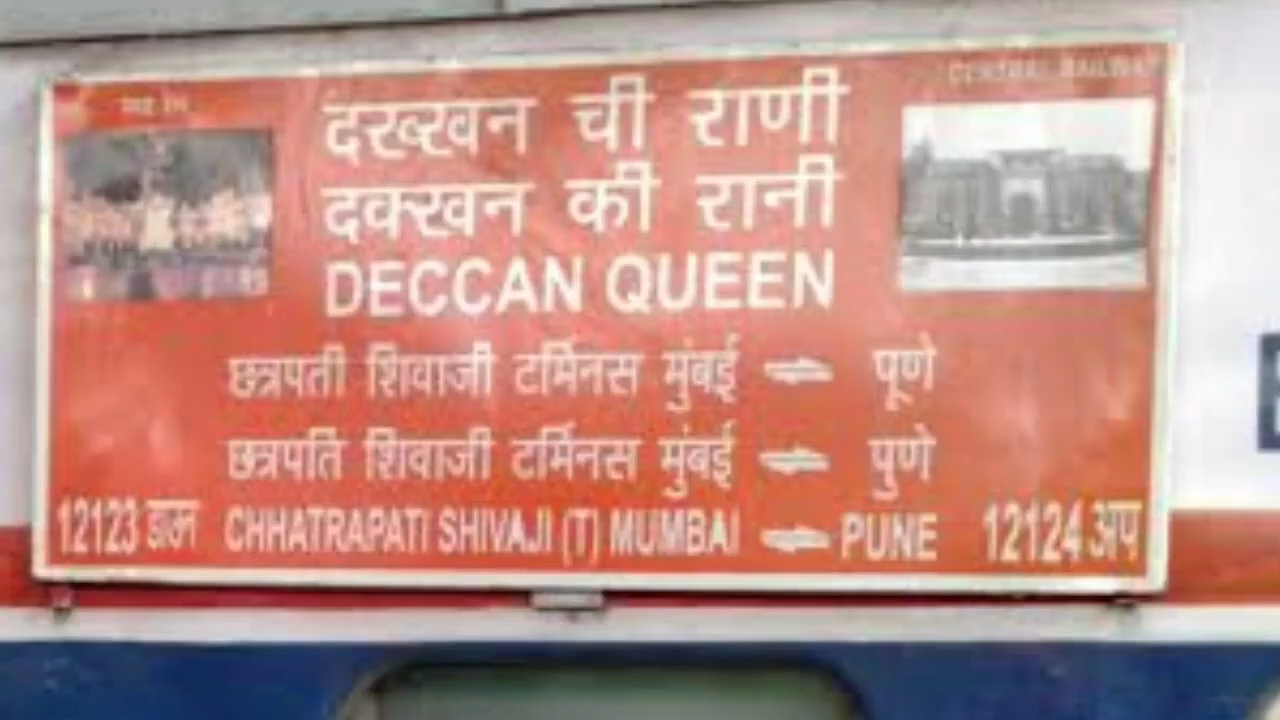 CENTRAL RAILWAY
दख्खन ची राणी
दक्खन की रानी
DECCAN QUEEN
छत्रपती शिवाजी टर्मिनस मुंबई पूणे
छत्रपति शिवाजी टर्मिनस मुंबई पुणे
12123 डाउन CHHATRAPATI SHIVAJI (T) MUMBAI PUNE 12124 अप